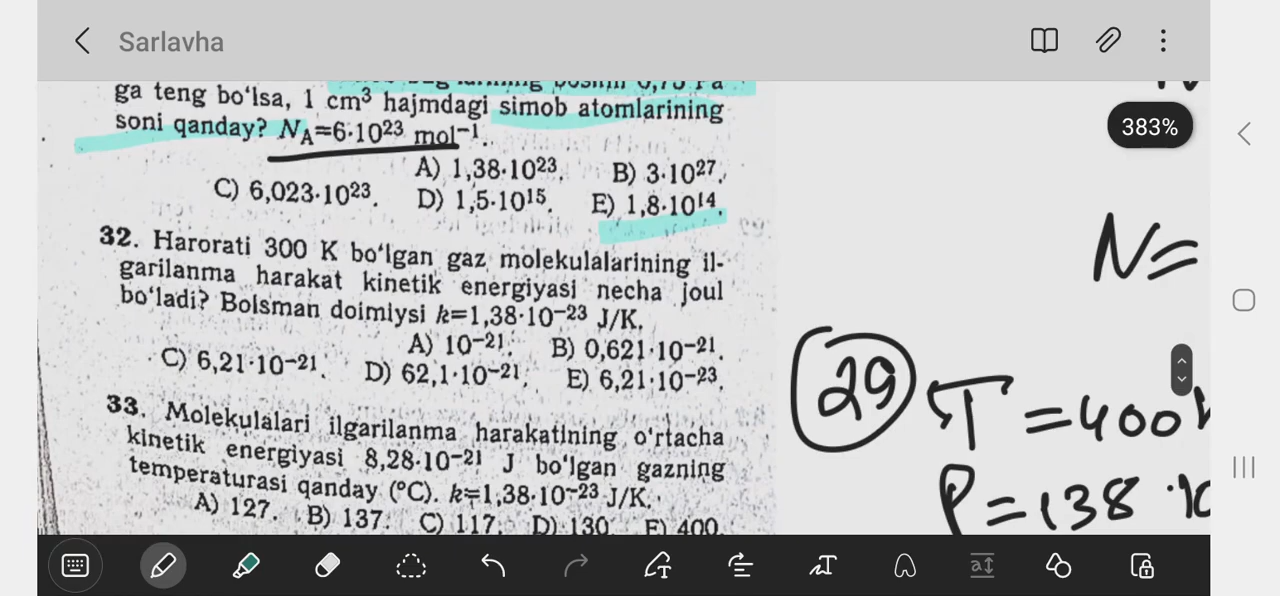 Sarlavha
383%
ga teng bo'lsa, 1 cm³ hajmdagi simob atomlarining
soni qanday? N_A=6·10²³ mol⁻¹.
A) 1,38·10²³. B) 3·10²⁷.
C) 6,023·10²³. D) 1,5·10¹⁵. E) 1,8·10¹⁴.
32. Harorati 300 K bo'lgan gaz molekulalarining il-
garilanma harakat kinetik energiyasi necha joul
bo'ladi? Bolsman doimiysi k=1,38·10⁻²³ J/K.
A) 10⁻²¹. B) 0,621·10⁻²¹.
C) 6,21·10⁻²¹. D) 62,1·10⁻²¹. E) 6,21·10⁻²³.
33. Molekulalari ilgarilanma harakatining o'rtacha
kinetik energiyasi 8,28·10⁻²¹ J bo'lgan gazning
temperaturasi qanday (°C). k=1,38·10⁻²³ J/K.
A) 127. B) 137. C) 117. D) 130. E) 400.
N=
29 T=400
P=138·10